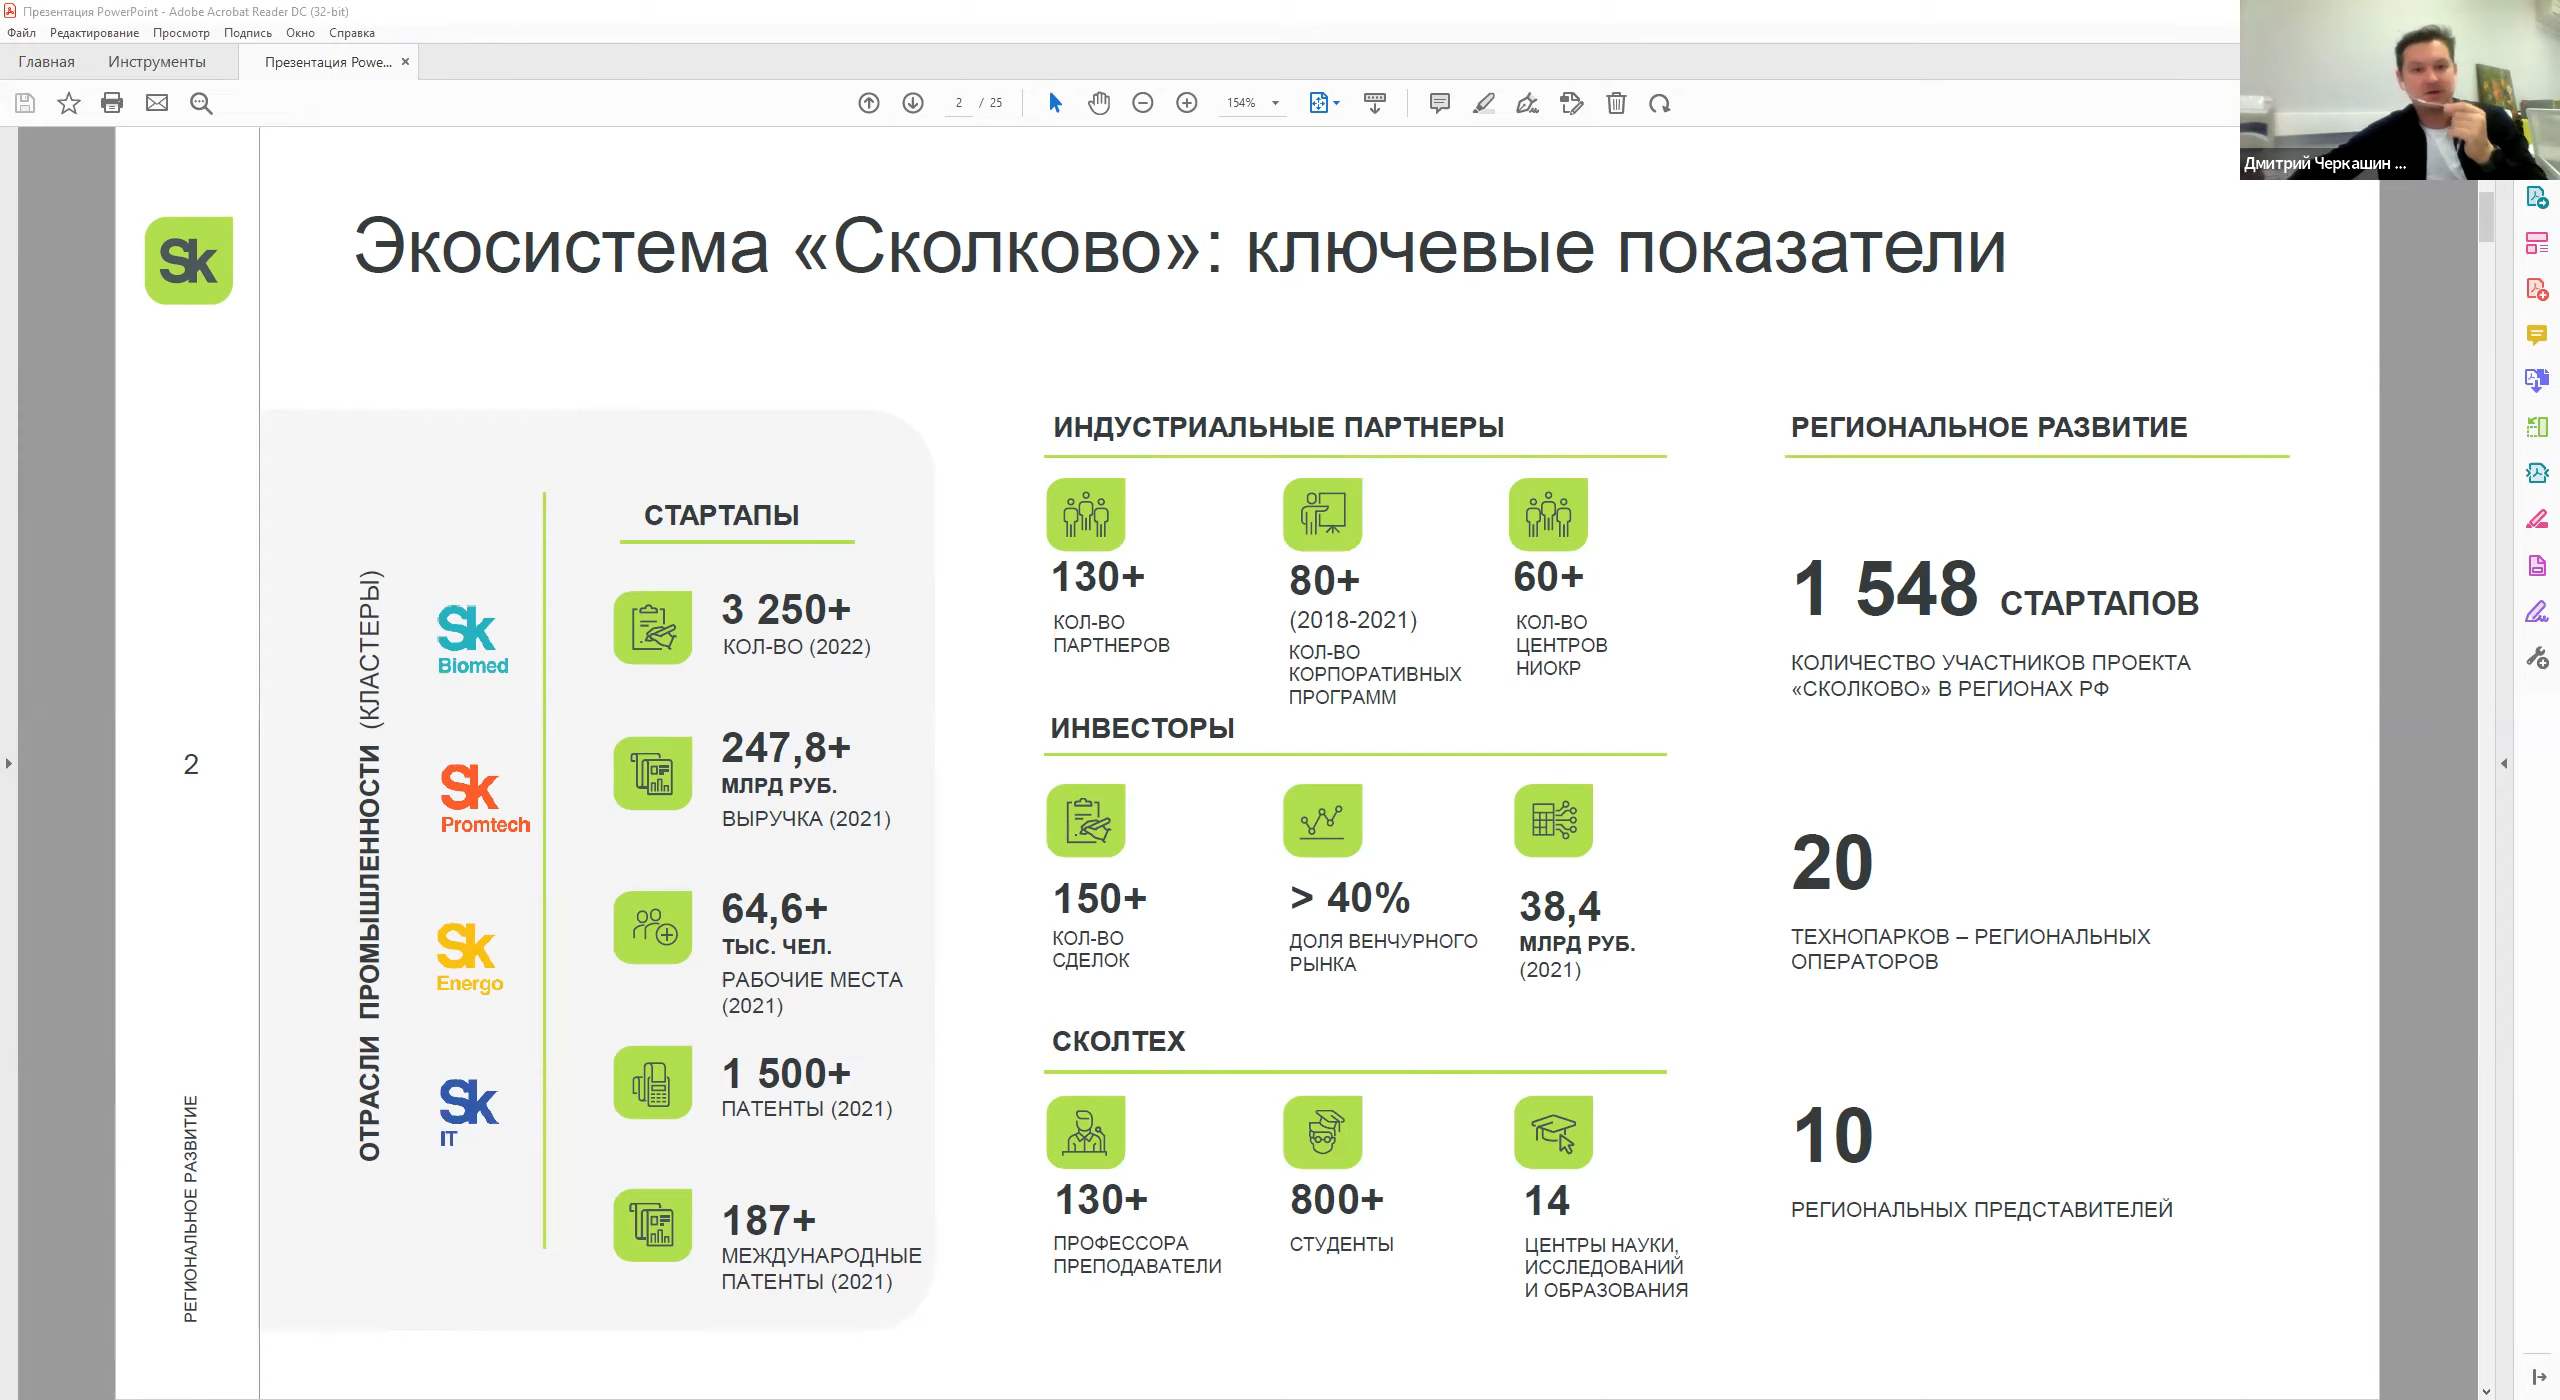 Презентация PowerPoint - Adobe Acrobat Reader DC (32-bit)
Файл Редактирование Просмотр Подпись Окно Справка
Главная Инструменты Презентация Powe... ×
2 / 25 154%
Дмитрий Черкашин ...
Sk
Экосистема «Сколково»: ключевые показатели
2
РЕГИОНАЛЬНОЕ РАЗВИТИЕ
ОТРАСЛИ ПРОМЫШЛЕННОСТИ (КЛАСТЕРЫ)
Sk
Biomed
Sk
Promtech
Sk
Energo
Sk
IT
СТАРТАПЫ
3 250+
КОЛ-ВО (2022)
247,8+
МЛРД РУБ.
ВЫРУЧКА (2021)
64,6+
ТЫС. ЧЕЛ.
РАБОЧИЕ МЕСТА
(2021)
1 500+
ПАТЕНТЫ (2021)
187+
МЕЖДУНАРОДНЫЕ
ПАТЕНТЫ (2021)
ИНДУСТРИАЛЬНЫЕ ПАРТНЕРЫ
130+
КОЛ-ВО
ПАРТНЕРОВ
80+
(2018-2021)
КОЛ-ВО
КОРПОРАТИВНЫХ
ПРОГРАММ
60+
КОЛ-ВО
ЦЕНТРОВ
НИОКР
ИНВЕСТОРЫ
150+
КОЛ-ВО
СДЕЛОК
> 40%
ДОЛЯ ВЕНЧУРНОГО
РЫНКА
38,4
МЛРД РУБ.
(2021)
СКОЛТЕХ
130+
ПРОФЕССОРА
ПРЕПОДАВАТЕЛИ
800+
СТУДЕНТЫ
14
ЦЕНТРЫ НАУКИ,
ИССЛЕДОВАНИЙ
И ОБРАЗОВАНИЯ
РЕГИОНАЛЬНОЕ РАЗВИТИЕ
1 548 СТАРТАПОВ
КОЛИЧЕСТВО УЧАСТНИКОВ ПРОЕКТА
«СКОЛКОВО» В РЕГИОНАХ РФ
20
ТЕХНОПАРКОВ – РЕГИОНАЛЬНЫХ
ОПЕРАТОРОВ
10
РЕГИОНАЛЬНЫХ ПРЕДСТАВИТЕЛЕЙ